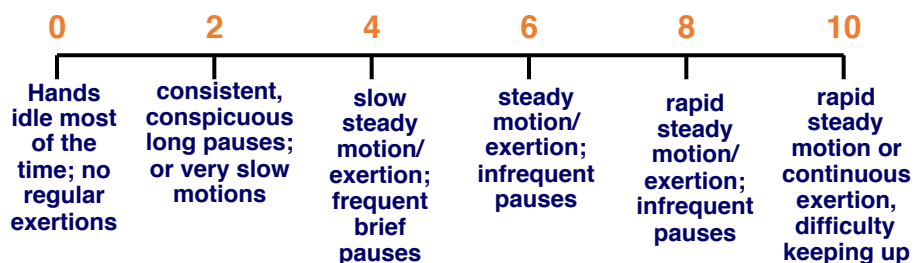 0 2 4 6 8 10
Hands
idle most
of the
time; no
regular
exertions
consistent,
conspicuous
long pauses;
or very slow
motions
slow
steady
motion/
exertion;
frequent
brief
pauses
steady
motion/
exertion;
infrequent
pauses
rapid
steady
motion/
exertion;
infrequent
pauses
rapid
steady
motion or
continuous
exertion,
difficulty
keeping up